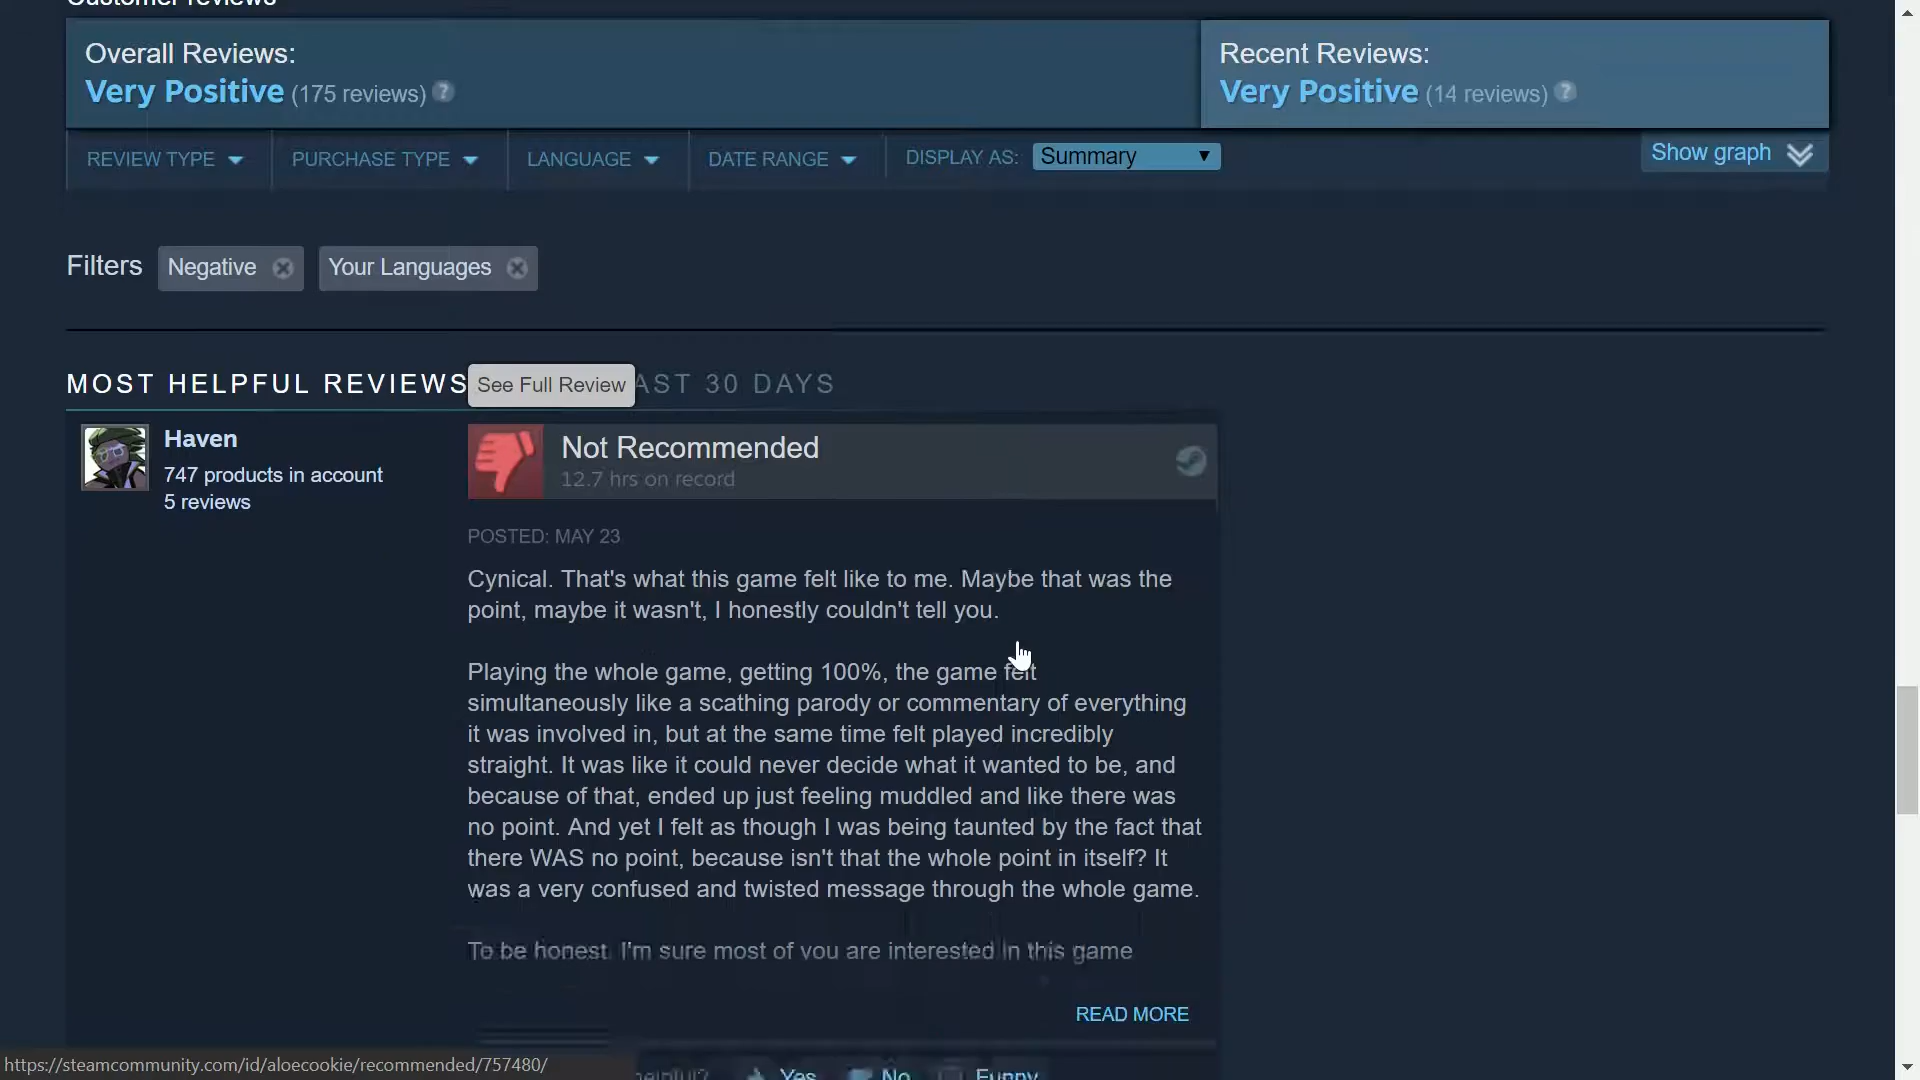 Customer reviews
Overall Reviews:
Very Positive (175 reviews) ?
Recent Reviews:
Very Positive (14 reviews) ?
REVIEW TYPE
PURCHASE TYPE
LANGUAGE
DATE RANGE
DISPLAY AS:
Summary
Show graph
Filters
Negative
Your Languages
MOST HELPFUL REVIEWS
See Full Review
AST 30 DAYS
Haven
747 products in account
5 reviews
Not Recommended
12.7 hrs on record
POSTED: MAY 23
Cynical. That's what this game felt like to me. Maybe that was the
point, maybe it wasn't, I honestly couldn't tell you.
Playing the whole game, getting 100%, the game felt
simultaneously like a scathing parody or commentary of everything
it was involved in, but at the same time felt played incredibly
straight. It was like it could never decide what it wanted to be, and
because of that, ended up just feeling muddled and like there was
no point. And yet I felt as though I was being taunted by the fact that
there WAS no point, because isn't that the whole point in itself? It
was a very confused and twisted message through the whole game.
To be honest I'm sure most of you are interested in this game
READ MORE
helpful?
Yes
No
Funny
https://steamcommunity.com/id/aloecookie/recommended/757480/